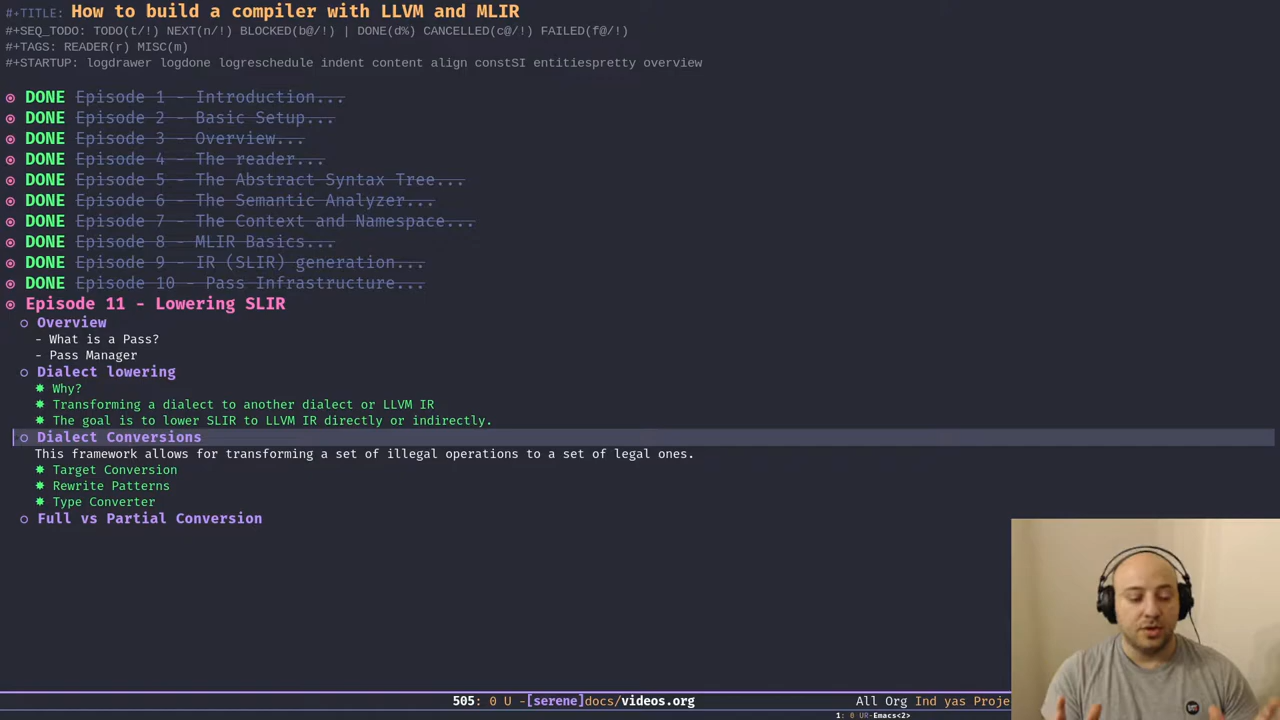 #+TITLE: How to build a compiler with LLVM and MLIR
#+SEQ_TODO: TODO(t/!) NEXT(n/!) BLOCKED(b@/!) | DONE(d%) CANCELLED(c@/!) FAILED(f@/!)
#+TAGS: READER(r) MISC(m)
#+STARTUP: logdrawer logdone logreschedule indent content align constSI entitiespretty overview
DONE Episode 1 - Introduction...
DONE Episode 2 - Basic Setup...
DONE Episode 3 - Overview...
DONE Episode 4 - The reader...
DONE Episode 5 - The Abstract Syntax Tree...
DONE Episode 6 - The Semantic Analyzer...
DONE Episode 7 - The Context and Namespace...
DONE Episode 8 - MLIR Basics...
DONE Episode 9 - IR (SLIR) generation...
DONE Episode 10 - Pass Infrastructure...
Episode 11 - Lowering SLIR
Overview
- What is a Pass?
- Pass Manager
Dialect lowering
Why?
Transforming a dialect to another dialect or LLVM IR
The goal is to lower SLIR to LLVM IR directly or indirectly.
Dialect Conversions
This framework allows for transforming a set of illegal operations to a set of legal ones.
Target Conversion
Rewrite Patterns
Type Converter
Full vs Partial Conversion
505: 0 U -[serene]docs/videos.org All Org Ind yas Proje
1: 0 UR-Emacs<2>